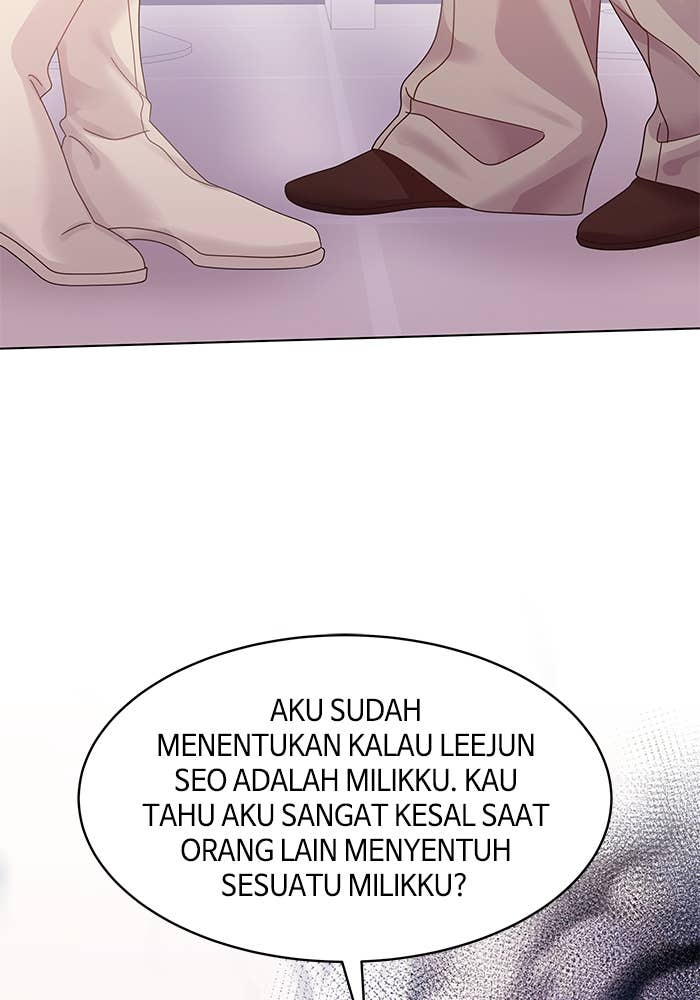 AKU SUDAH
MENENTUKAN KALAU LEEJUN
SEO ADALAH MILIKKU. KAU
TAHU AKU SANGAT KESAL SAAT
ORANG LAIN MENYENTUH
SESUATU MILIKKU?